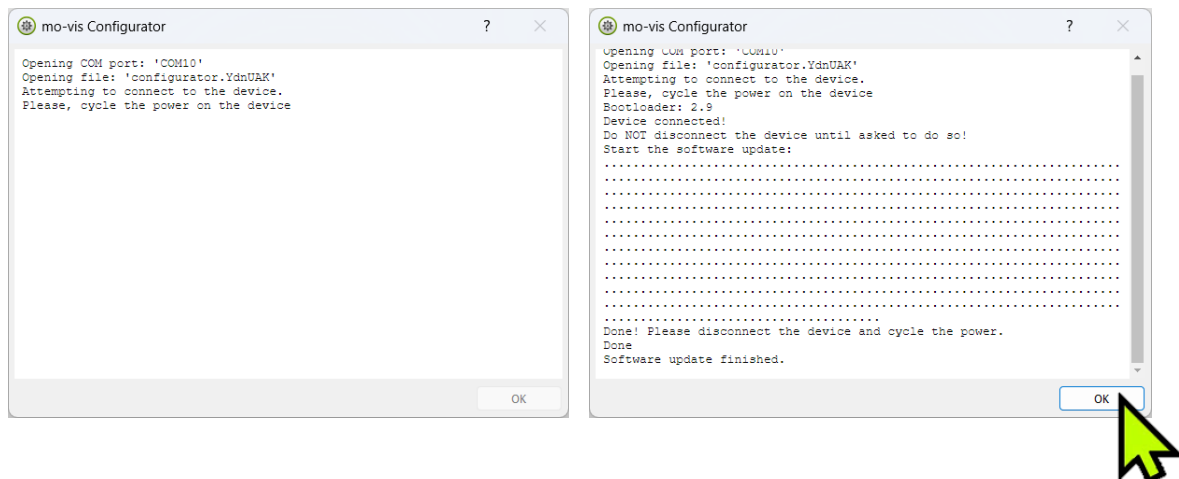 mo-vis Configurator ?
Opening COM port: 'COM10'
Opening file: 'configurator.YdnUAK'
Attempting to connect to the device.
Please, cycle the power on the device
OK
mo-vis Configurator ?
Opening COM port: 'COM10'
Opening file: 'configurator.YdnUAK'
Attempting to connect to the device.
Please, cycle the power on the device
Bootloader: 2.9
Device connected!
Do NOT disconnect the device until asked to do so!
Start the software update:
.......................................................................
.......................................................................
.......................................................................
.......................................................................
.......................................................................
.......................................................................
.......................................................................
.......................................................................
.......................................................................
.......................................................................
.......................................................................
......................................
Done! Please disconnect the device and cycle the power.
Done
Software update finished.
OK